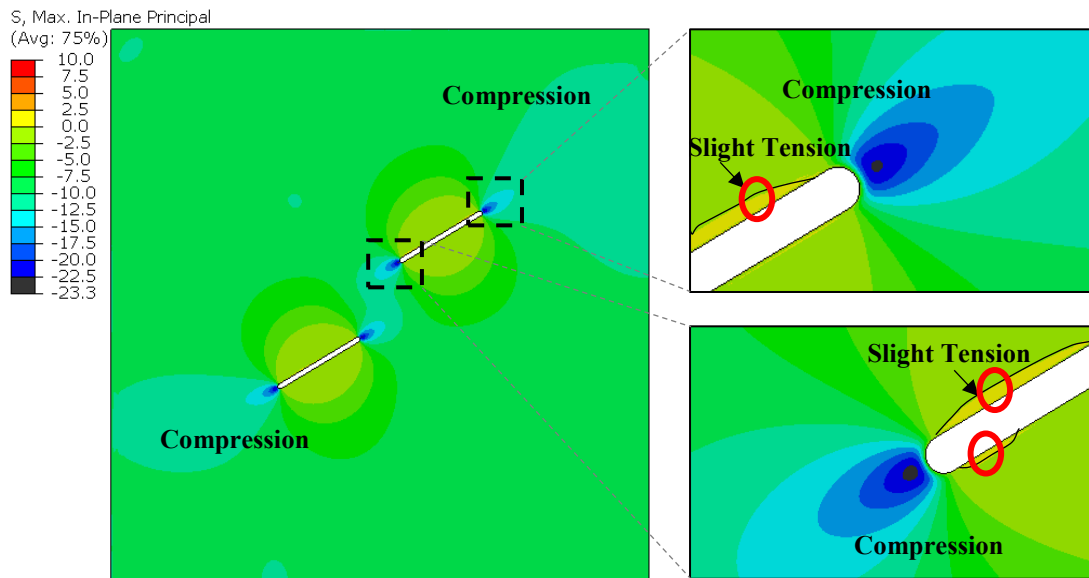 S, Max. In-Plane Principal
(Avg: 75%)
10.0
7.5
5.0
2.5
0.0
-2.5
-5.0
-7.5
-10.0
-12.5
-15.0
-17.5
-20.0
-22.5
-23.3
Compression
Compression
Compression
Slight Tension
Slight Tension
Compression